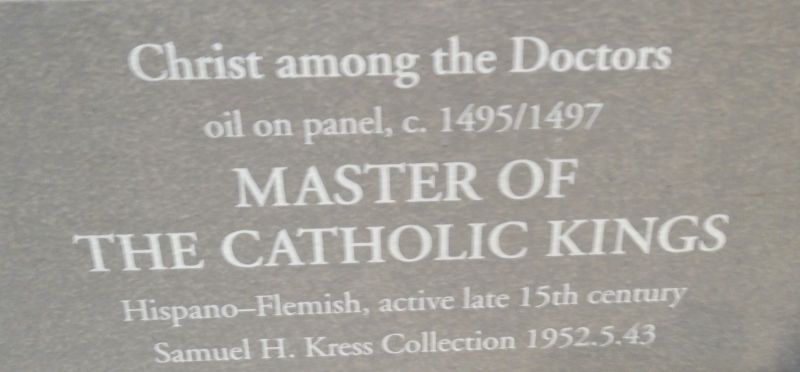 Christ among the Doctors
oil on panel, c. 1495/1497
MASTER OF
THE CATHOLIC KINGS
Hispano–Flemish, active late 15th century
Samuel H. Kress Collection 1952.5.43